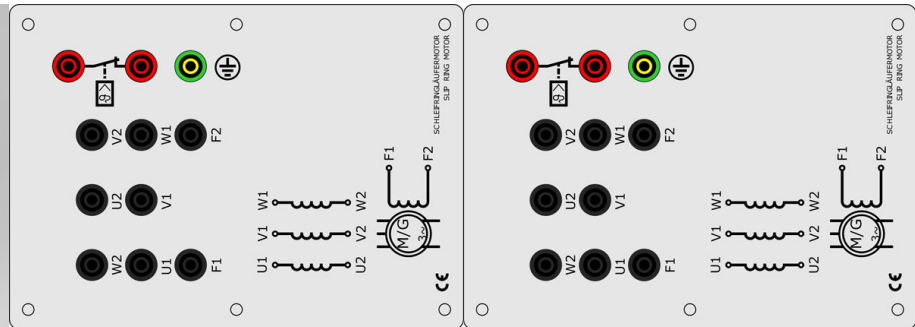 SCHLEIFRINGLÄUFERMOTOR
SLIP RING MOTOR
ϑ>
V2 W1 F2
U2 V1
W2 U1 F1
F1 F2
W1 W2
V1 V2
U1 U2
M/G
3~
CE
SCHLEIFRINGLÄUFERMOTOR
SLIP RING MOTOR
ϑ>
V2 W1 F2
U2 V1
W2 U1 F1
F1 F2
W1 W2
V1 V2
U1 U2
M/G
3~
CE